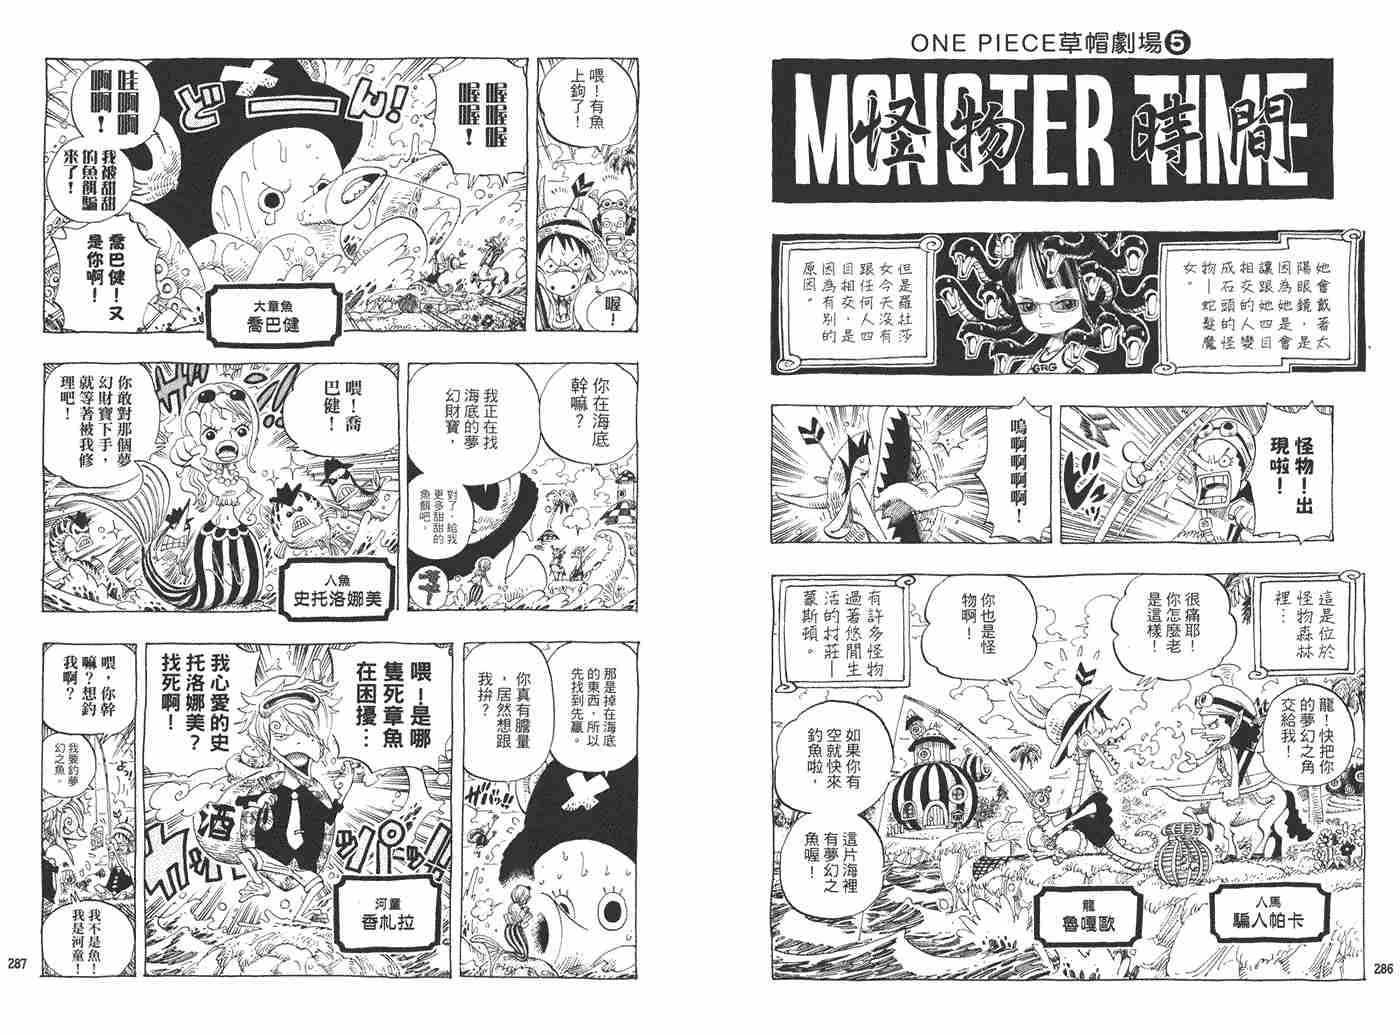 ONE PIECE草帽劇場❺
MONSTER TIME
怪物時間
她會戴著太
陽眼鏡，是
因為她是會
讓跟她四目
相交的人變
成石頭的怪
物—蛇髮魔
女。
但是羅杜莎
女今天沒有
跟任何人四
目相交，是
因為有別的
原因。
GRG
怪物！出
現啦！
嗚啊啊啊啊！
這是位於
怪物森林
裡…
很痛耶！
你怎麼老
是這樣！
你也是怪
物啊！
有許多怪物
過著悠閒生
活的村莊—
蒙斯頓。
龍！快把你
的夢幻之角
交給我！
如果你有
空就快來
釣魚啦，
這片海裡
有夢幻之
魚喔！
人馬
騙人帕卡
龍
魯嘎歐
286
喂！有魚
上鉤了！
喔！
喔喔喔
喔喔！
どーーん！
哇啊啊
啊啊！
我被甜甜
的魚餌騙
來了！
喬巴健！又
是你啊！
大章魚
喬巴健
你在海底
幹嘛？
我正在找
海底的夢
幻財寶，
對了，給我
更多甜甜的
魚餌吧。
喂！喬
巴健！
你敢對那個夢
幻財寶下手，
就等著被我修
理吧！
人魚
史托洛娜美
那是掉在海底
的東西，所以
先找到先贏。
你真有膽量
，居然想跟
我拚？
ザバッ!!
喂！是哪
隻死章魚
在困擾…
我心愛的史
托洛娜美？
找死啊！
酒
河童
香札拉
喂，你幹
嘛？想釣
我啊？
我要釣夢
幻之魚。
我不是魚！
我是河童！
287